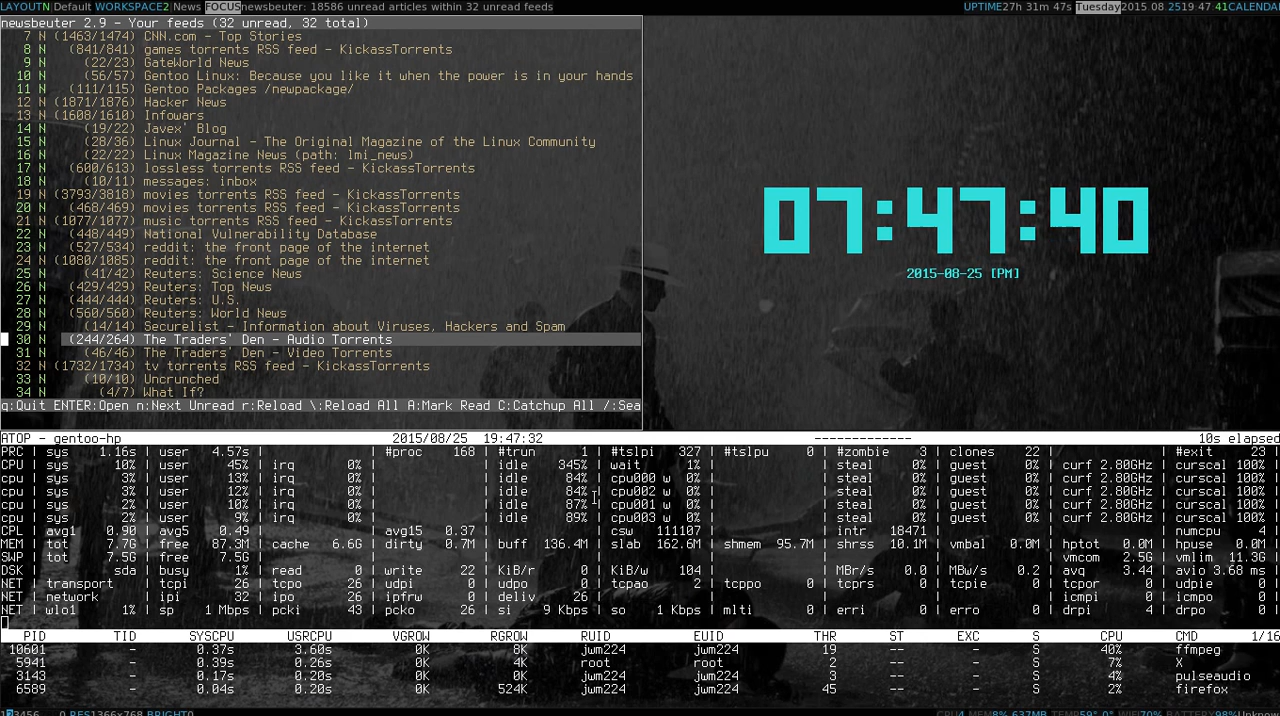 LAYOUTN|Default WORKSPACE2|News FOCUSnewsbeuter: 18586 unread articles within 32 unread feeds UPTIME27h 31m 47s Tuesday2015.08.2519:47:41CALENDA
newsbeuter 2.9 - Your feeds (32 unread, 32 total)
7 N (1463/1474) CNN.com - Top Stories
8 N (841/841) games torrents RSS feed - KickassTorrents
9 N (22/23) GateWorld News
10 N (56/57) Gentoo Linux: Because you like it when the power is in your hands
11 N (111/115) Gentoo Packages /newpackage/
12 N (1871/1876) Hacker News
13 N (1608/1610) Infowars
14 N (19/22) Javex' Blog
15 N (28/36) Linux Journal - The Original Magazine of the Linux Community
16 N (22/22) Linux Magazine News (path: lmi_news)
17 N (600/613) lossless torrents RSS feed - KickassTorrents
18 N (10/11) messages: inbox
19 N (3793/3818) movies torrents RSS feed - KickassTorrents
20 N (468/469) movies torrents RSS feed - KickassTorrents
21 N (1077/1077) music torrents RSS feed - KickassTorrents
22 N (448/449) National Vulnerability Database
23 N (527/534) reddit: the front page of the internet
24 N (1080/1085) reddit: the front page of the internet
25 N (41/42) Reuters: Science News
26 N (429/429) Reuters: Top News
27 N (444/444) Reuters: U.S.
28 N (560/560) Reuters: World News
29 N (14/14) Securelist - Information about Viruses, Hackers and Spam
30 N (244/264) The Traders' Den - Audio Torrents
31 N (46/46) The Traders' Den - Video Torrents
32 N (1732/1734) tv torrents RSS feed - KickassTorrents
33 N (10/10) Uncrunched
34 N (4/7) What If?
q:Quit ENTER:Open n:Next Unread r:Reload \:Reload All A:Mark Read C:Catchup All /:Sea
07:47:40
2015-08-25 [PM]
ATOP - gentoo-hp 2015/08/25 19:47:32 ------------- 10s elapsed
PRC | sys 1.16s | user 4.57s | | #proc 168 | #trun 1 | #tslpi 327 | #tslpu 0 | #zombie 3 | clones 22 | | #exit 23 |
CPU | sys 10% | user 45% | irq 0% | | idle 345% | wait 1% | | steal 0% | guest 0% | curf 2.80GHz | curscal 100% |
cpu | sys 3% | user 13% | irq 0% | | idle 84% | cpu000 w 0% | | steal 0% | guest 0% | curf 2.80GHz | curscal 100% |
cpu | sys 3% | user 12% | irq 0% | | idle 84% | cpu002 w 0% | | steal 0% | guest 0% | curf 2.80GHz | curscal 100% |
cpu | sys 2% | user 10% | irq 0% | | idle 87% | cpu001 w 0% | | steal 0% | guest 0% | curf 2.80GHz | curscal 100% |
cpu | sys 2% | user 9% | irq 0% | | idle 89% | cpu003 w 0% | | steal 0% | guest 0% | curf 2.80GHz | curscal 100% |
CPL | avg1 0.90 | avg5 0.49 | | avg15 0.37 | | csw 111107 | | intr 18471 | | | numcpu 4 |
MEM | tot 7.7G | free 87.3M | cache 6.6G | dirty 0.7M | buff 136.4M | slab 162.6M | shmem 95.7M | shrss 10.1M | vmbal 0.0M | hptot 0.0M | hpuse 0.0M |
SWP | tot 7.5G | free 7.5G | | | | | | | | vmcom 2.5G | vmlim 11.3G |
DSK | sda | busy 1% | read 0 | write 22 | KiB/r 0 | KiB/w 104 | | MBr/s 0.0 | MBw/s 0.2 | avq 3.44 | avio 3.68 ms |
NET | transport | tcpi 26 | tcpo 26 | udpi 0 | udpo 0 | tcpao 2 | tcppo 0 | tcprs 0 | tcpie 0 | tcpor 0 | udpie 0 |
NET | network | ipi 32 | ipo 26 | ipfrw 0 | deliv 26 | | | | | icmpi 0 | icmpo 0 |
NET | wlo1 1% | sp 1 Mbps | pcki 43 | pcko 26 | si 9 Kbps | so 1 Kbps | mlti 0 | erri 0 | erro 0 | drpi 4 | drpo 0 |
PID TID SYSCPU USRCPU VGROW RGROW RUID EUID THR ST EXC S CPU CMD 1/16
10601 - 0.37s 3.60s 0K 8K jwm224 jwm224 19 -- - S 40% ffmpeg
5941 - 0.39s 0.26s 0K 4K root root 2 -- - S 7% X
3143 - 0.17s 0.20s 0K 0K jwm224 jwm224 3 -- - S 4% pulseaudio
6589 - 0.04s 0.20s 0K 524K jwm224 jwm224 45 -- - S 2% firefox
123456 0 RES1366x768 BRIGHT0 CPU4 MEM8% 637MB TEMP59° 0° WIFI70% BATTERY98%Unknow